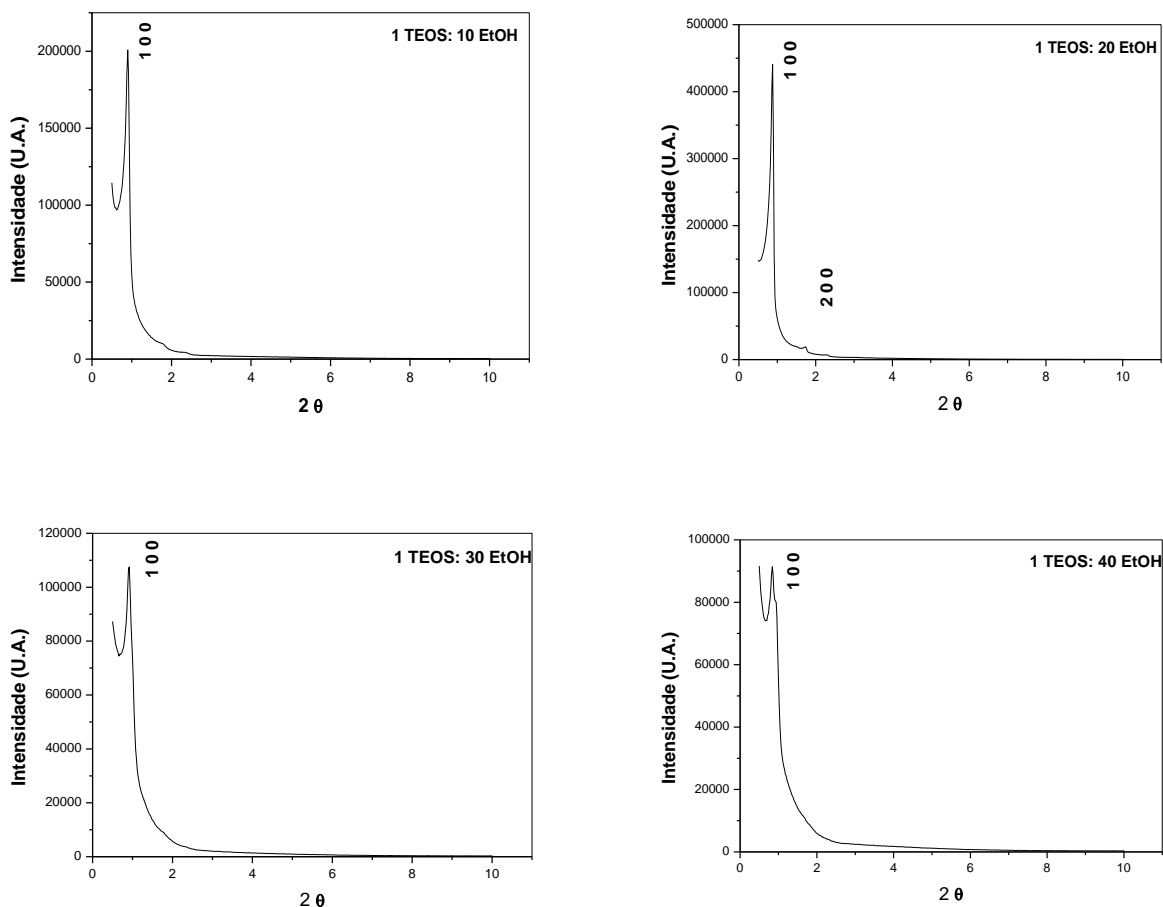 1 TEOS: 10 EtOH
1 0 0
Intensidade (U.A.)
200000
150000
100000
50000
0
0 2 4 6 8 10
2 θ
1 TEOS: 20 EtOH
1 0 0
2 0 0
Intensidade (U.A.)
500000
450000
400000
300000
200000
100000
0
0 2 4 6 8 10
2 θ
1 TEOS: 30 EtOH
1 0 0
Intensidade (U.A.)
120000
100000
80000
60000
40000
20000
0
0 2 4 6 8 10
2 θ
1 TEOS: 40 EtOH
1 0 0
Intensidade (U.A.)
100000
80000
60000
40000
20000
0
0 2 4 6 8 10
2 θ